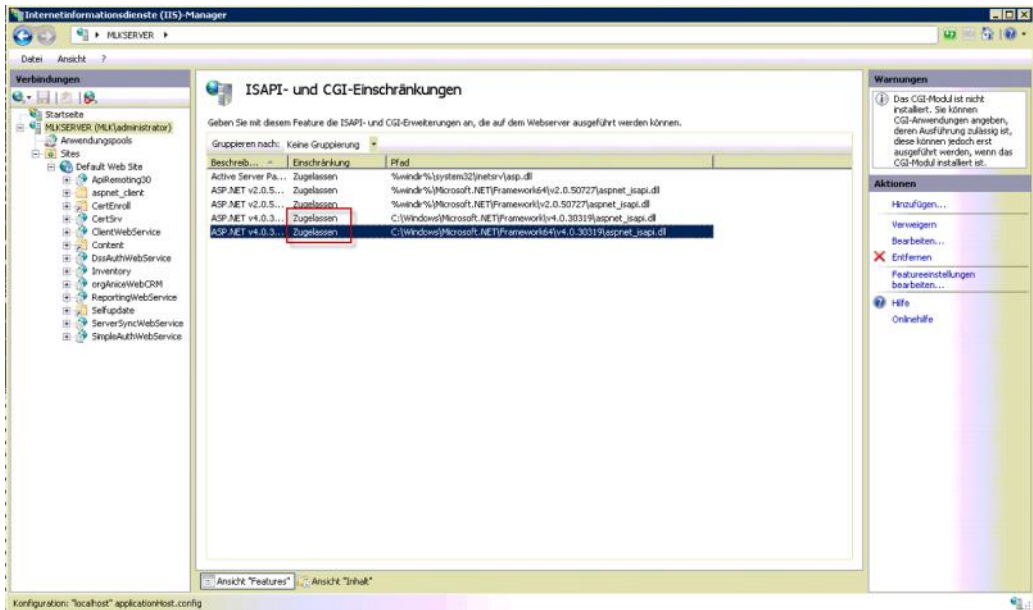 Internetinformationsdienste (IIS)-Manager
MLKSERVER
Datei Ansicht ?
Verbindungen
Startseite
MLKSERVER (MLK\administrator)
Anwendungspools
Sites
Default Web Site
ApiRemoting30
aspnet_client
CertEnroll
CertSrv
ClientWebService
Content
DssAuthWebService
Inventory
orgAniceWebCRM
ReportingWebService
Selfupdate
ServerSyncWebService
SimpleAuthWebService
ISAPI- und CGI-Einschränkungen
Geben Sie mit diesem Feature die ISAPI- und CGI-Erweiterungen an, die auf dem Webserver ausgeführt werden können.
Gruppieren nach: Keine Gruppierung
Beschreib... Einschränkung Pfad
Active Server Pa... Zugelassen %windir%\system32\inetsrv\asp.dll
ASP.NET v2.0.5... Zugelassen %windir%\Microsoft.NET\Framework64\v2.0.50727\aspnet_isapi.dll
ASP.NET v2.0.5... Zugelassen %windir%\Microsoft.NET\Framework\v2.0.50727\aspnet_isapi.dll
ASP.NET v4.0.3... Zugelassen C:\Windows\Microsoft.NET\Framework\v4.0.30319\aspnet_isapi.dll
ASP.NET v4.0.3... Zugelassen C:\Windows\Microsoft.NET\Framework64\v4.0.30319\aspnet_isapi.dll
Ansicht "Features" Ansicht "Inhalt"
Warnungen
Das CGI-Modul ist nicht
installiert. Sie können
CGI-Anwendungen angeben,
deren Ausführung zulässig ist,
diese können jedoch erst
ausgeführt werden, wenn das
CGI-Modul installiert ist.
Aktionen
Hinzufügen...
Verweigern
Bearbeiten...
Entfernen
Featureeinstellungen
bearbeiten...
Hilfe
Onlinehilfe
Konfiguration: "localhost" applicationHost.config